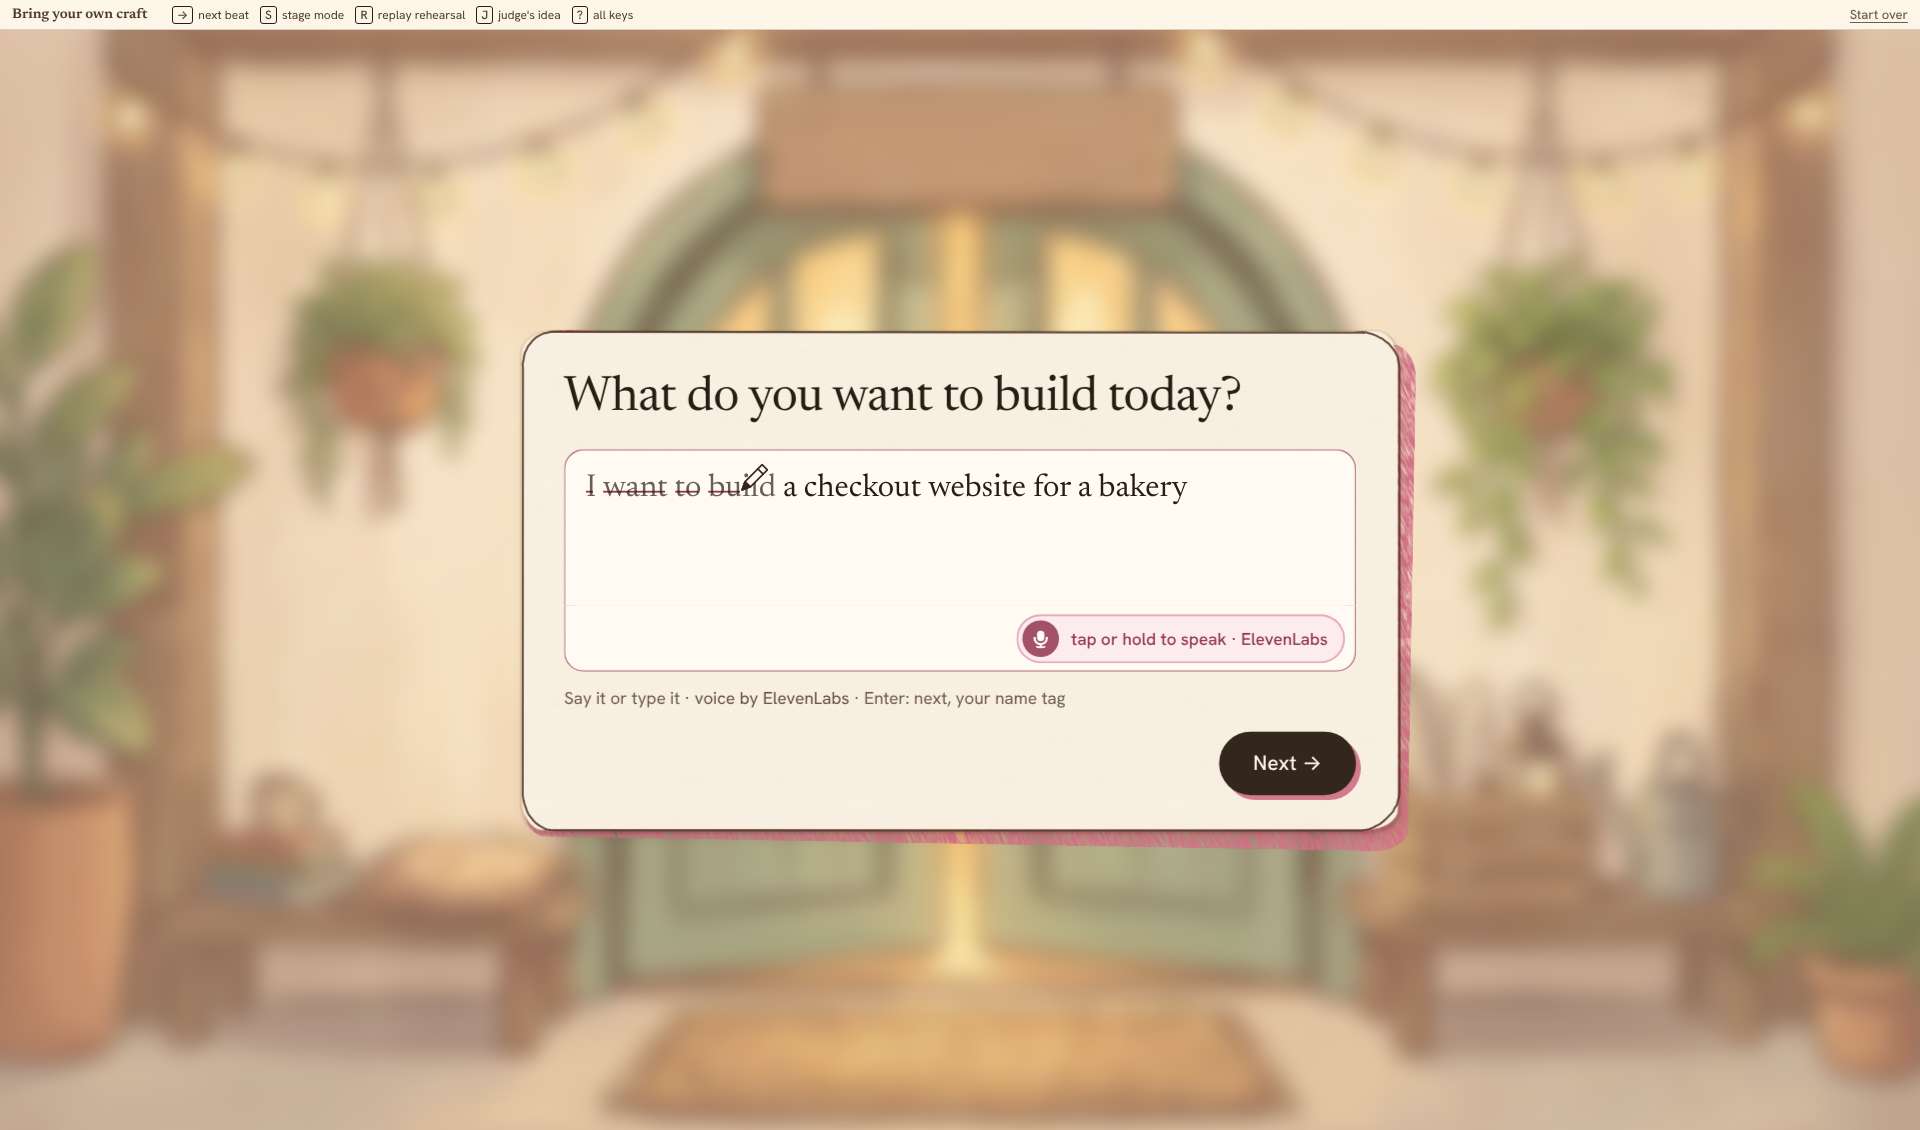 Bring your own craft → next beat S stage mode R replay rehearsal J judge's idea ? all keys Start over
What do you want to build today?
I want to build a checkout website for a bakery
tap or hold to speak · ElevenLabs
Say it or type it · voice by ElevenLabs · Enter: next, your name tag
Next →